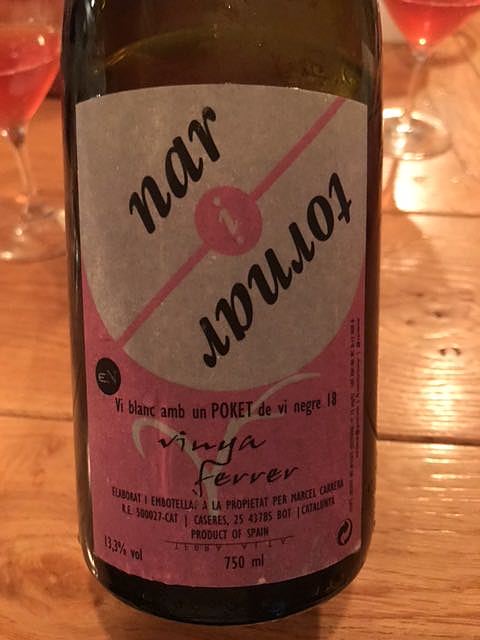 nar
i
tornar
eN
Vi blanc amb un POKET de vi negre 18
vinya
ferrer
ELABORAT I EMBOTELLAT A LA PROPIETAT PER MARCEL CARRERA
R.E. 500027-CAT | CASERES, 25 43785 BOT | CATALUNYA
PRODUCT OF SPAIN
13,3% vol
750 ml